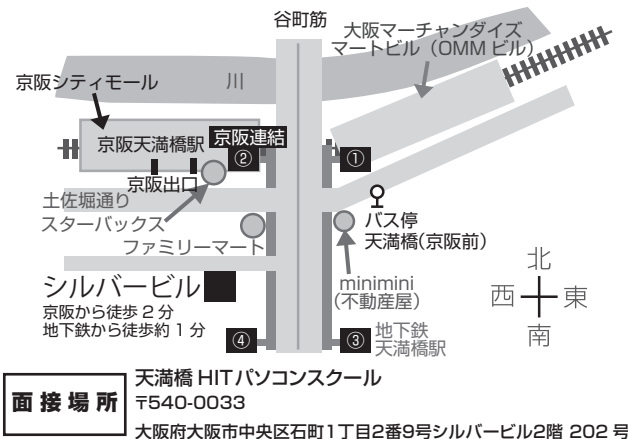 谷町筋
大阪マーチャンダイズ
マートビル（OMMビル）
京阪シティモール
川
京阪天満橋駅
京阪連結
②
①
京阪出口
土佐堀通り
スターバックス
ファミリーマート
バス停
天満橋(京阪前)
minimini
(不動産屋)
シルバービル
京阪から徒歩2分
地下鉄から徒歩約1分
④
③
地下鉄
天満橋駅
北
西
東
南
面接場所
天満橋 HITパソコンスクール
〒540-0033
大阪府大阪市中央区石町1丁目2番9号シルバービル2階 202号